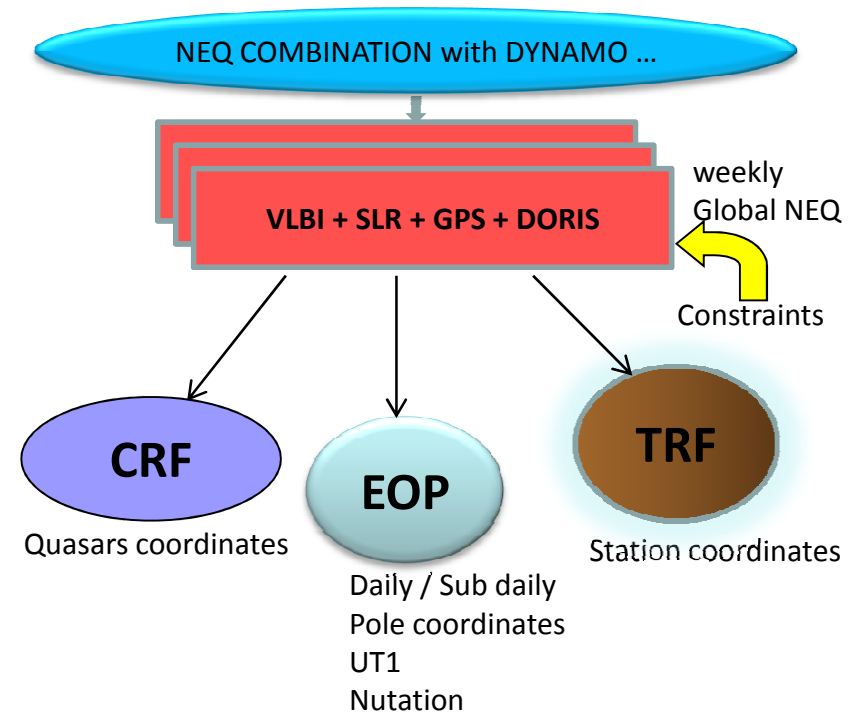 NEQ COMBINATION with DYNAMO ...
weekly
Global NEQ
VLBI + SLR + GPS + DORIS
Constraints
CRF
Quasars coordinates
EOP
Daily / Sub daily
Pole coordinates
UT1
Nutation
TRF
Station coordinates